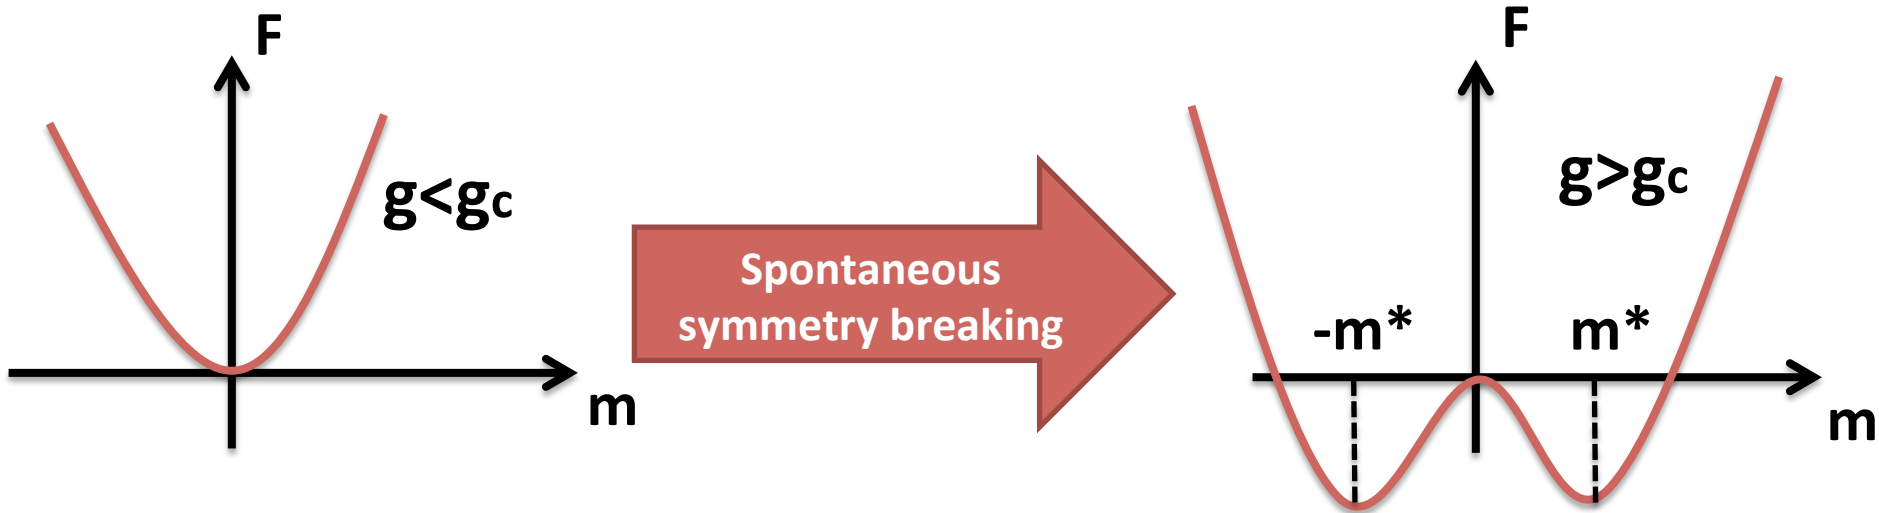 F
g<gc
m
Spontaneous
symmetry breaking
F
g>gc
-m*
m*
m